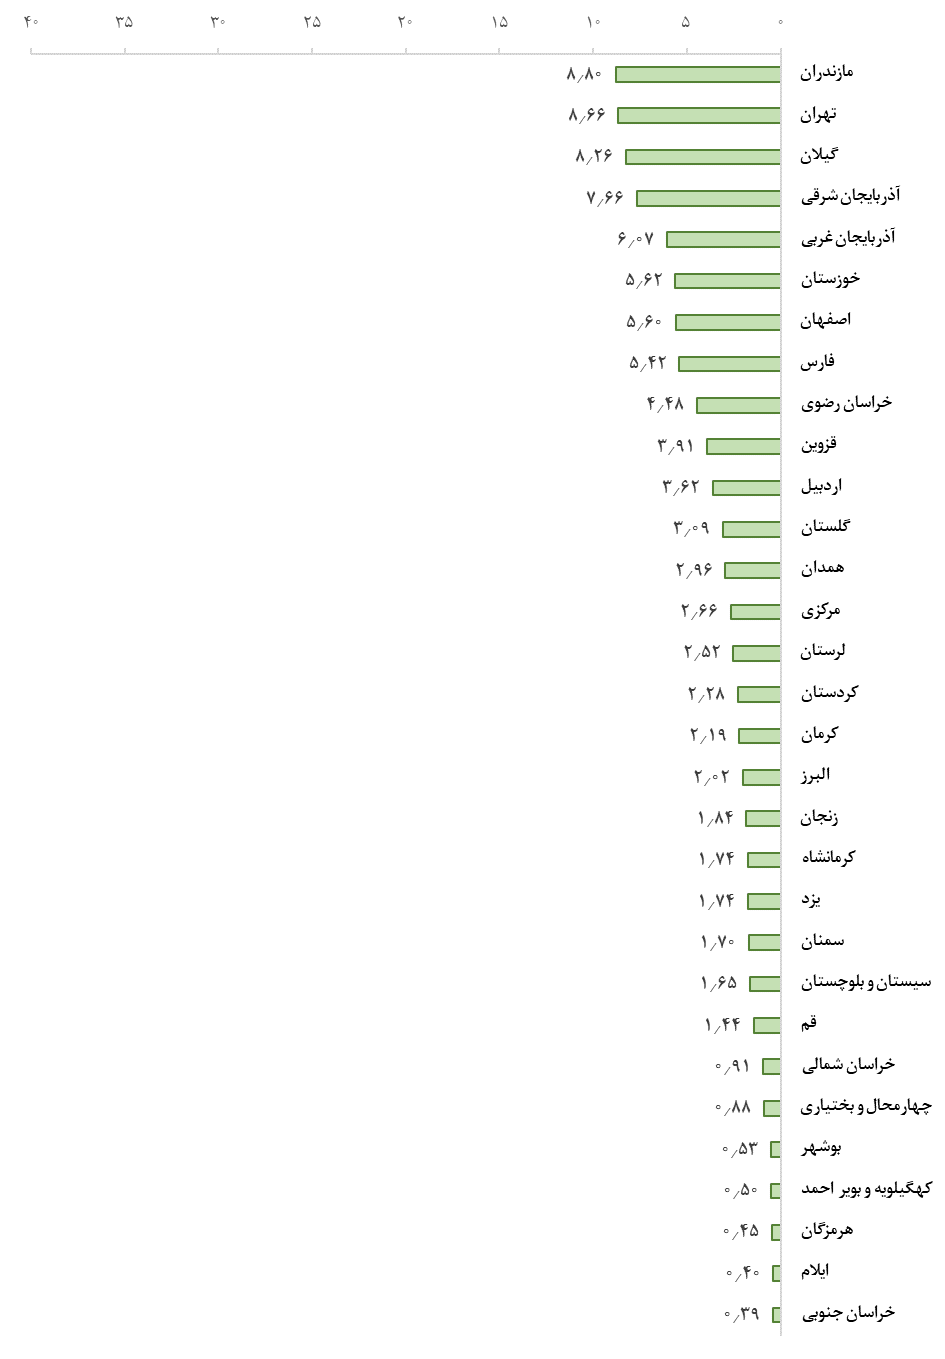 ۴۰ ۳۵ ۳۰ ۲۵ ۲۰ ۱۵ ۱۰ ۵ ۰
مازندران ۸٫۸۰
تهران ۸٫۶۶
گیلان ۸٫۲۶
آذربایجان شرقی ۷٫۶۶
آذربایجان غربی ۶٫۰۷
خوزستان ۵٫۶۲
اصفهان ۵٫۶۰
فارس ۵٫۴۲
خراسان رضوی ۴٫۴۸
قزوین ۳٫۹۱
اردبیل ۳٫۶۲
گلستان ۳٫۰۹
همدان ۲٫۹۶
مرکزی ۲٫۶۶
لرستان ۲٫۵۲
کردستان ۲٫۲۸
کرمان ۲٫۱۹
البرز ۲٫۰۲
زنجان ۱٫۸۴
کرمانشاه ۱٫۷۴
یزد ۱٫۷۴
سمنان ۱٫۷۰
سیستان و بلوچستان ۱٫۶۵
قم ۱٫۴۴
خراسان شمالی ۰٫۹۱
چهارمحال و بختیاری ۰٫۸۸
بوشهر ۰٫۵۳
کهگیلویه و بویر احمد ۰٫۵۰
هرمزگان ۰٫۴۵
ایلام ۰٫۴۰
خراسان جنوبی ۰٫۳۹